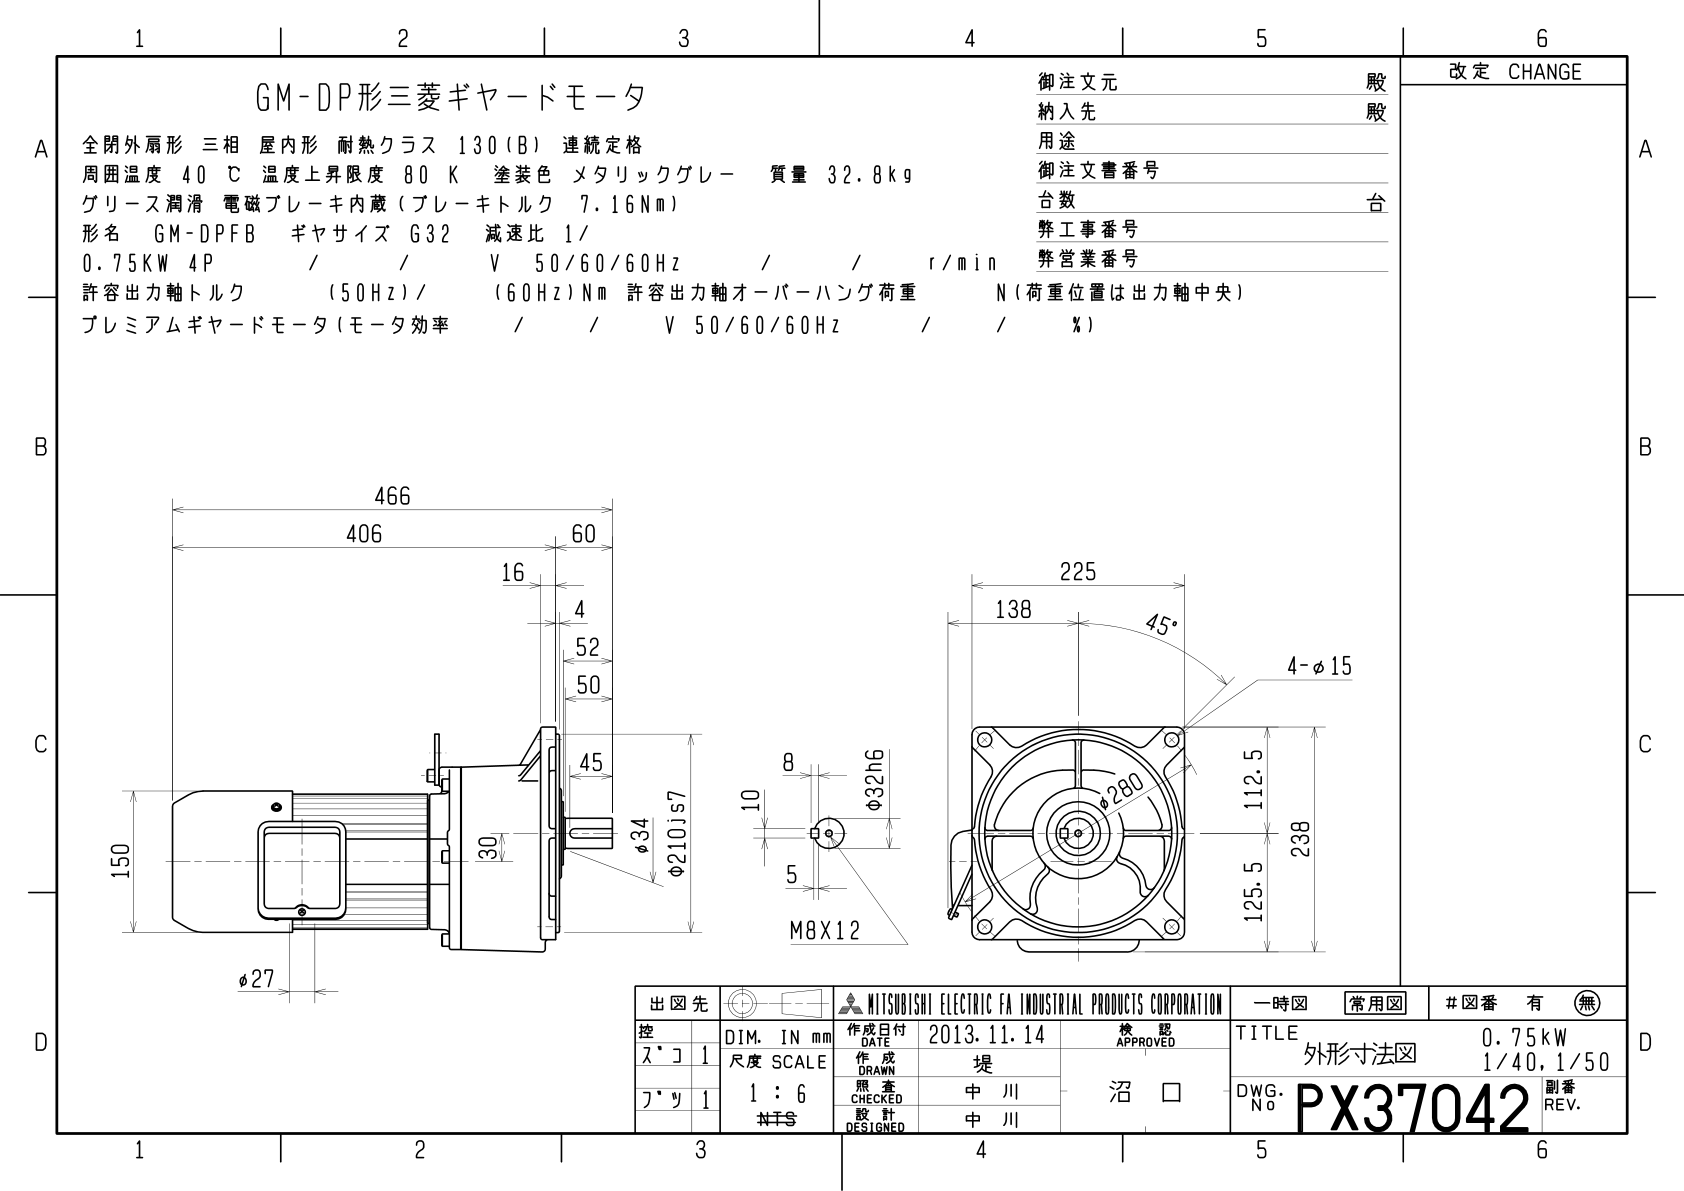 1 2 3 4 5 6
改定 CHANGE
GM-DP形三菱ギヤードモータ
全閉外扇形 三相 屋内形 耐熱クラス 130(B) 連続定格
周囲温度 40 ℃ 温度上昇限度 80 K 塗装色 メタリックグレー 質量 32.8kg
グリース潤滑 電磁ブレーキ内蔵(ブレーキトルク 7.16Nm)
形名 GM-DPFB ギヤサイズ G32 減速比 1/
0.75KW 4P / / V 50/60/60Hz / / r/min
許容出力軸トルク (50Hz)/ (60Hz)Nm 許容出力軸オーバーハング荷重 N(荷重位置は出力軸中央)
プレミアムギヤードモータ(モータ効率 / / V 50/60/60Hz / / %)
御注文元 殿
納入先 殿
用途
御注文書番号
台数 台
弊工事番号
弊営業番号
A A
B B
C C
D D
466
406 60
16
4
52
50
45
150
30
φ34
Φ210js7
φ27
8
10
Φ32h6
5
M8X12
225
138
45°
4-φ15
φ280
112.5
238
125.5
出図先
控
ズコ 1
ブツ 1
DIM. IN mm
尺度 SCALE
1 : 6
NTS
MITSUBISHI ELECTRIC FA INDUSTRIAL PRODUCTS CORPORATION
作成日付 DATE 2013.11.14
作成 DRAWN 堤
照査 CHECKED 中川
設計 DESIGNED 中川
検認 APPROVED
沼口
一時図 常用図 #図番 有 無
TITLE
外形寸法図
0.75kW
1/40,1/50
DWG. No PX37042
副番 REV.
1 2 3 4 5 6